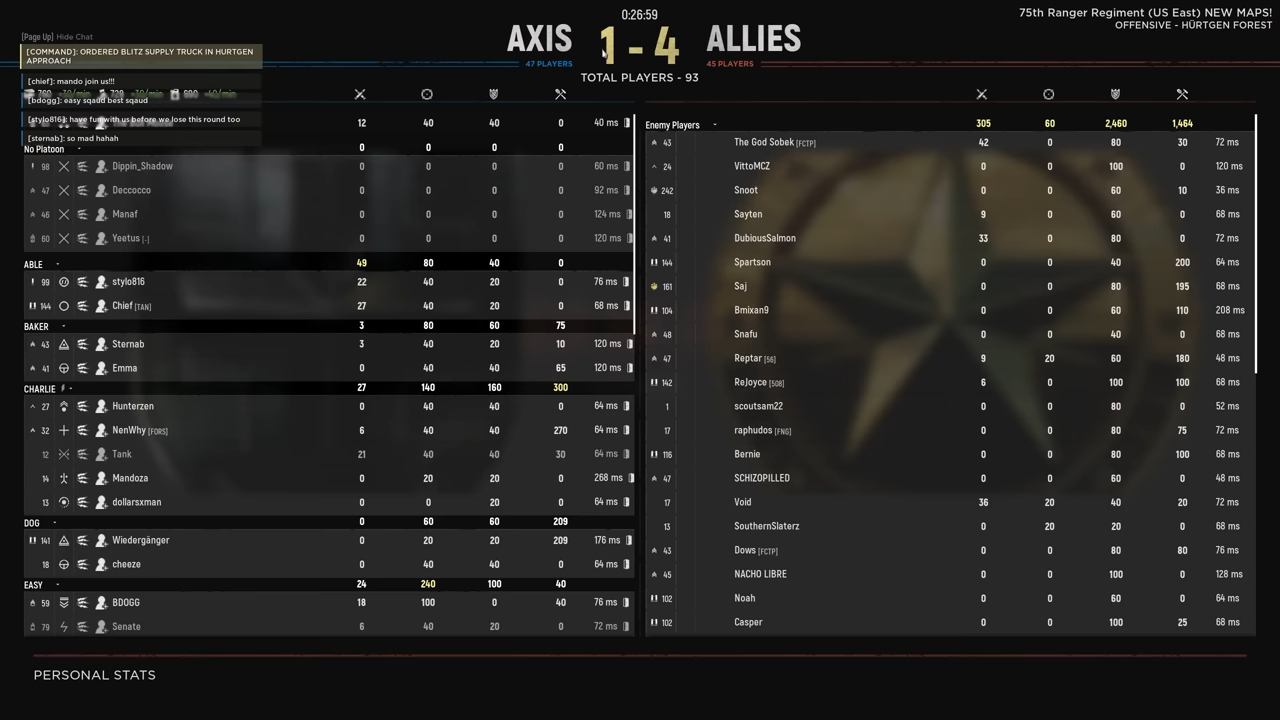 0:26:59
AXIS 1 - 4 ALLIES
47 PLAYERS 45 PLAYERS
TOTAL PLAYERS - 93
75th Ranger Regiment (US East) NEW MAPS!
OFFENSIVE - HÜRTGEN FOREST
[Page Up] Hide Chat
[COMMAND]: ORDERED BLITZ SUPPLY TRUCK IN HURTGEN
APPROACH
[chief]: mando join us!!!
[bdogg]: easy sqaud best sqaud
[stylo816]: have fun with us before we lose this round too
[sternab]: so mad hahah
12 40 40 0 40 ms
No Platoon - 0 0 0 0
98 Dippin_Shadow 0 0 0 0 60 ms
47 Deccocco 0 0 0 0 92 ms
46 Manaf 0 0 0 0 124 ms
60 Yeetus [-] 0 0 0 0 120 ms
ABLE - 49 80 40 0
99 stylo816 22 40 20 0 76 ms
144 Chief [TAN] 27 40 20 0 68 ms
BAKER - 3 80 60 75
43 Sternab 3 40 20 10 120 ms
41 Emma 0 40 40 65 120 ms
CHARLIE - 27 140 160 300
27 Hunterzen 0 40 40 0 64 ms
32 NenWhy [FORS] 6 40 40 270 64 ms
12 Tank 21 40 40 30 64 ms
14 Mandoza 0 20 20 0 268 ms
13 dollarsxman 0 0 20 0 64 ms
DOG - 0 60 60 209
141 Wiedergänger 0 20 20 209 176 ms
18 cheeze 0 40 40 0 64 ms
EASY - 24 240 100 40
59 BDOGG 18 100 0 40 76 ms
79 Senate 6 40 20 0 72 ms
Enemy Players - 305 60 2,460 1,464
43 The God Sobek [FCTP] 42 0 80 30 72 ms
24 VittoMCZ 0 0 100 0 120 ms
242 Snoot 0 0 60 10 36 ms
18 Sayten 9 0 60 0 68 ms
41 DubiousSalmon 33 0 80 0 72 ms
144 Spartson 0 0 40 200 64 ms
161 Saj 0 0 80 195 68 ms
104 Bmixan9 0 0 60 110 208 ms
48 Snafu 0 0 40 0 68 ms
47 Reptar [56] 9 20 60 180 48 ms
142 ReJoyce [508] 6 0 100 100 68 ms
1 scoutsam22 0 0 80 0 52 ms
17 raphudos [FNG] 0 0 80 75 72 ms
116 Bernie 0 0 80 100 68 ms
47 SCHIZOPILLED 0 0 60 0 48 ms
17 Void 36 20 40 20 72 ms
13 SouthernSlaterz 0 20 20 0 68 ms
43 Dows [FCTP] 0 0 80 80 76 ms
45 NACHO LIBRE 0 0 100 0 128 ms
102 Noah 0 0 60 0 64 ms
102 Casper 0 0 100 25 68 ms
PERSONAL STATS